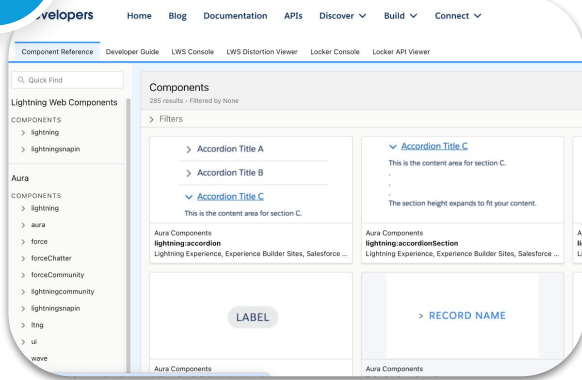 Home Blog Documentation APIs Discover Build Connect
Component Reference Developer Guide LWS Console LWS Distortion Viewer Locker Console Locker API Viewer
Quick Find
Lightning Web Components
COMPONENTS
lightning
lightningsnapin
Aura
COMPONENTS
lightning
aura
force
forceChatter
forceCommunity
lightningcommunity
lightningsnapin
ltng
ui
wave
Components
285 results • Filtered by None
Filters
Accordion Title A
Accordion Title B
Accordion Title C
This is the content area for section C.
Aura Components
lightning:accordion
Lightning Experience, Experience Builder Sites, Salesforce ...
Accordion Title C
This is the content area for section C.
.
.
.
The section height expands to fit your content.
Aura Components
lightning:accordionSection
Lightning Experience, Experience Builder Sites, Salesforce ...
LABEL
Aura Components
> RECORD NAME
Aura Components